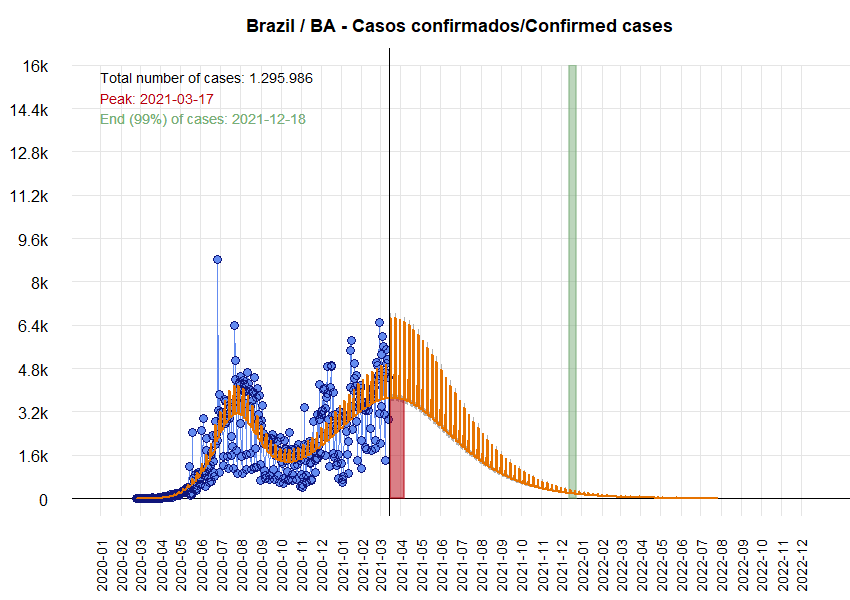 Brazil / BA - Casos confirmados/Confirmed cases
Total number of cases: 1.295.986
Peak: 2021-03-17
End (99%) of cases: 2021-12-18
16k
14.4k
12.8k
11.2k
9.6k
8k
6.4k
4.8k
3.2k
1.6k
0
2020-01
2020-02
2020-03
2020-04
2020-05
2020-06
2020-07
2020-08
2020-09
2020-10
2020-11
2020-12
2021-01
2021-02
2021-03
2021-04
2021-05
2021-06
2021-07
2021-08
2021-09
2021-10
2021-11
2021-12
2022-01
2022-02
2022-03
2022-04
2022-05
2022-06
2022-07
2022-08
2022-09
2022-10
2022-11
2022-12